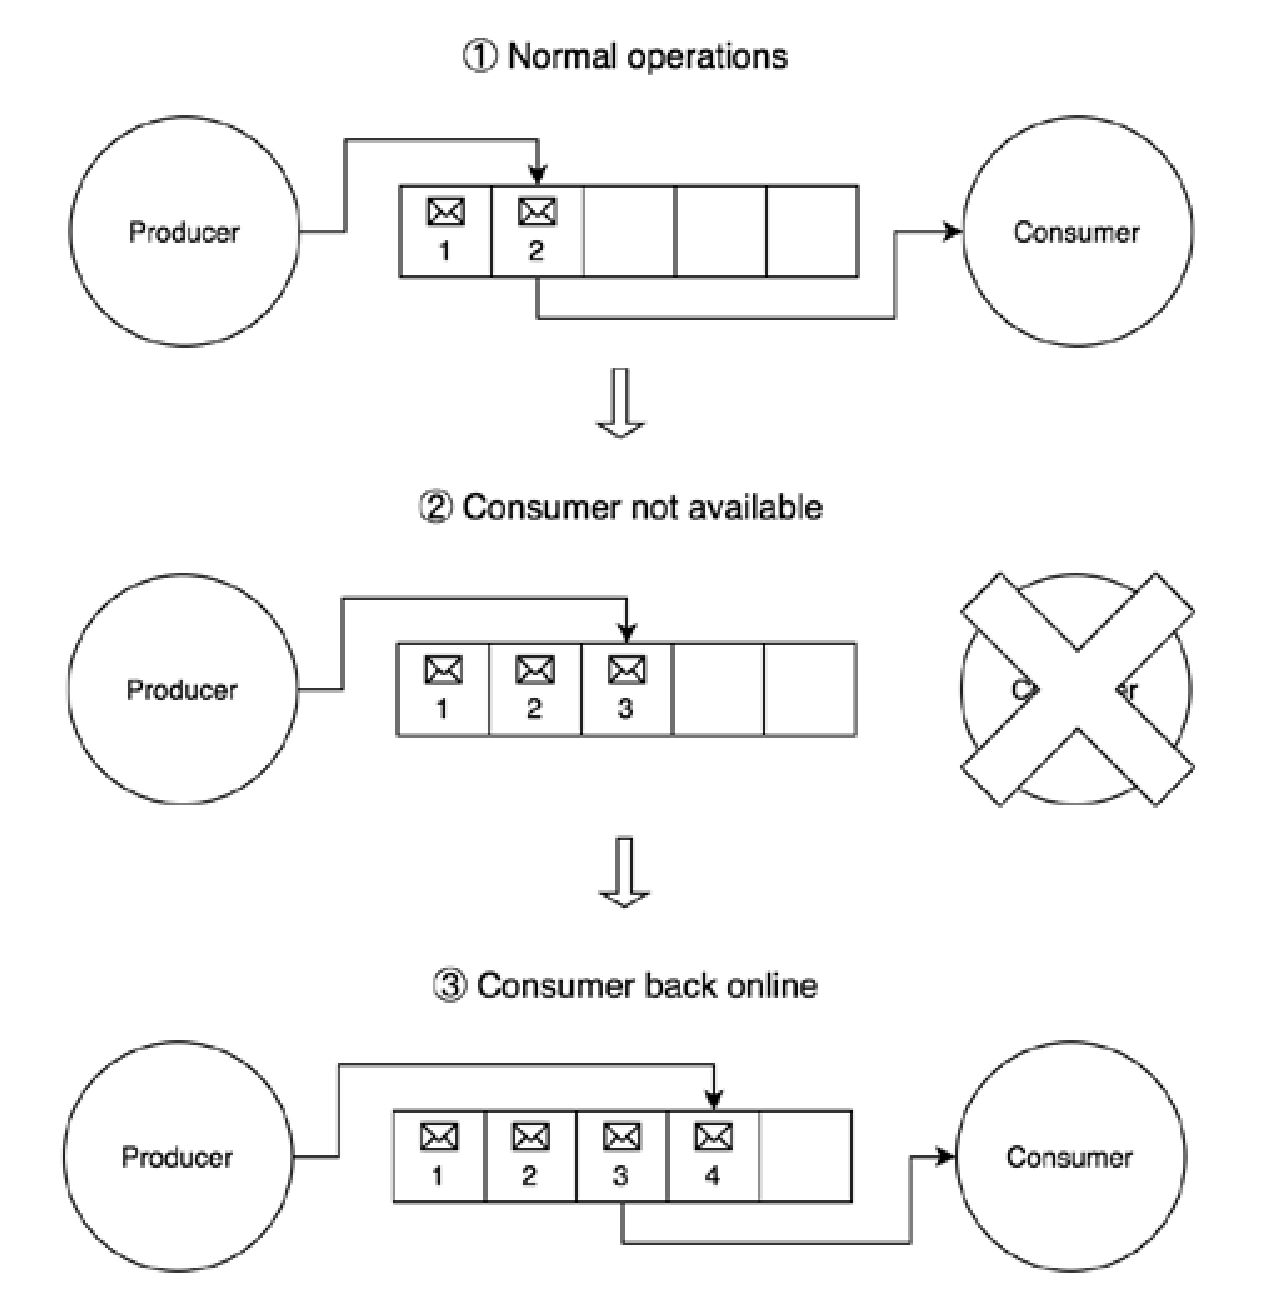 ① Normal operations
Producer
1 2
Consumer
② Consumer not available
Producer
1 2 3
C r
③ Consumer back online
Producer
1 2 3 4
Consumer